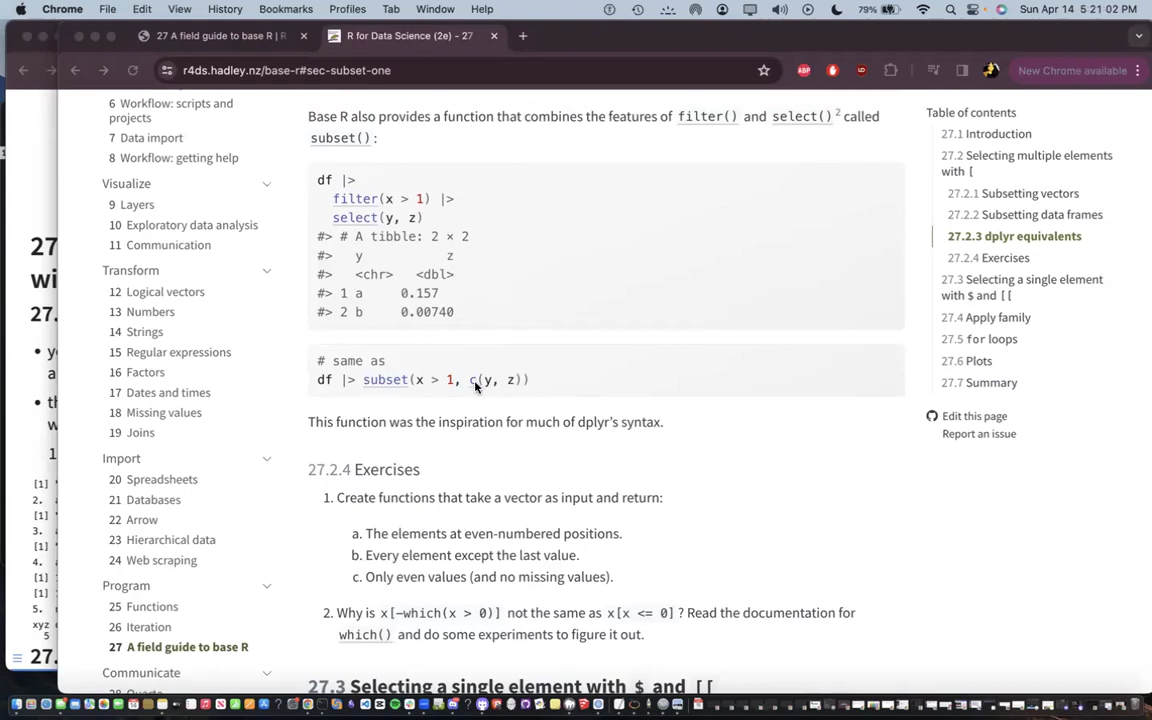 Chrome File Edit View History Bookmarks Profiles Tab Window Help 79% Sun Apr 14 5:21:02 PM
27 A field guide to base R | R
R for Data Science (2e) - 27
r4ds.hadley.nz/base-r#sec-subset-one
ABP
New Chrome available
6 Workflow: scripts and
projects
7 Data import
8 Workflow: getting help
Visualize
9 Layers
10 Exploratory data analysis
11 Communication
Transform
12 Logical vectors
13 Numbers
14 Strings
15 Regular expressions
16 Factors
17 Dates and times
18 Missing values
19 Joins
Import
20 Spreadsheets
21 Databases
22 Arrow
23 Hierarchical data
24 Web scraping
Program
25 Functions
26 Iteration
27 A field guide to base R
Communicate
Base R also provides a function that combines the features of filter() and select()2 called
subset():
df |>
filter(x > 1) |>
select(y, z)
#> # A tibble: 2 × 2
#> y z
#> <chr> <dbl>
#> 1 a 0.157
#> 2 b 0.00740
# same as
df |> subset(x > 1, c(y, z))
This function was the inspiration for much of dplyr's syntax.
27.2.4 Exercises
1. Create functions that take a vector as input and return:
a. The elements at even-numbered positions.
b. Every element except the last value.
c. Only even values (and no missing values).
2. Why is x[-which(x > 0)] not the same as x[x <= 0]? Read the documentation for
which() and do some experiments to figure it out.
27.3 Selecting a single element with $ and [[
Table of contents
27.1 Introduction
27.2 Selecting multiple elements
with [
27.2.1 Subsetting vectors
27.2.2 Subsetting data frames
27.2.3 dplyr equivalents
27.2.4 Exercises
27.3 Selecting a single element
with $ and [[
27.4 Apply family
27.5 for loops
27.6 Plots
27.7 Summary
Edit this page
Report an issue